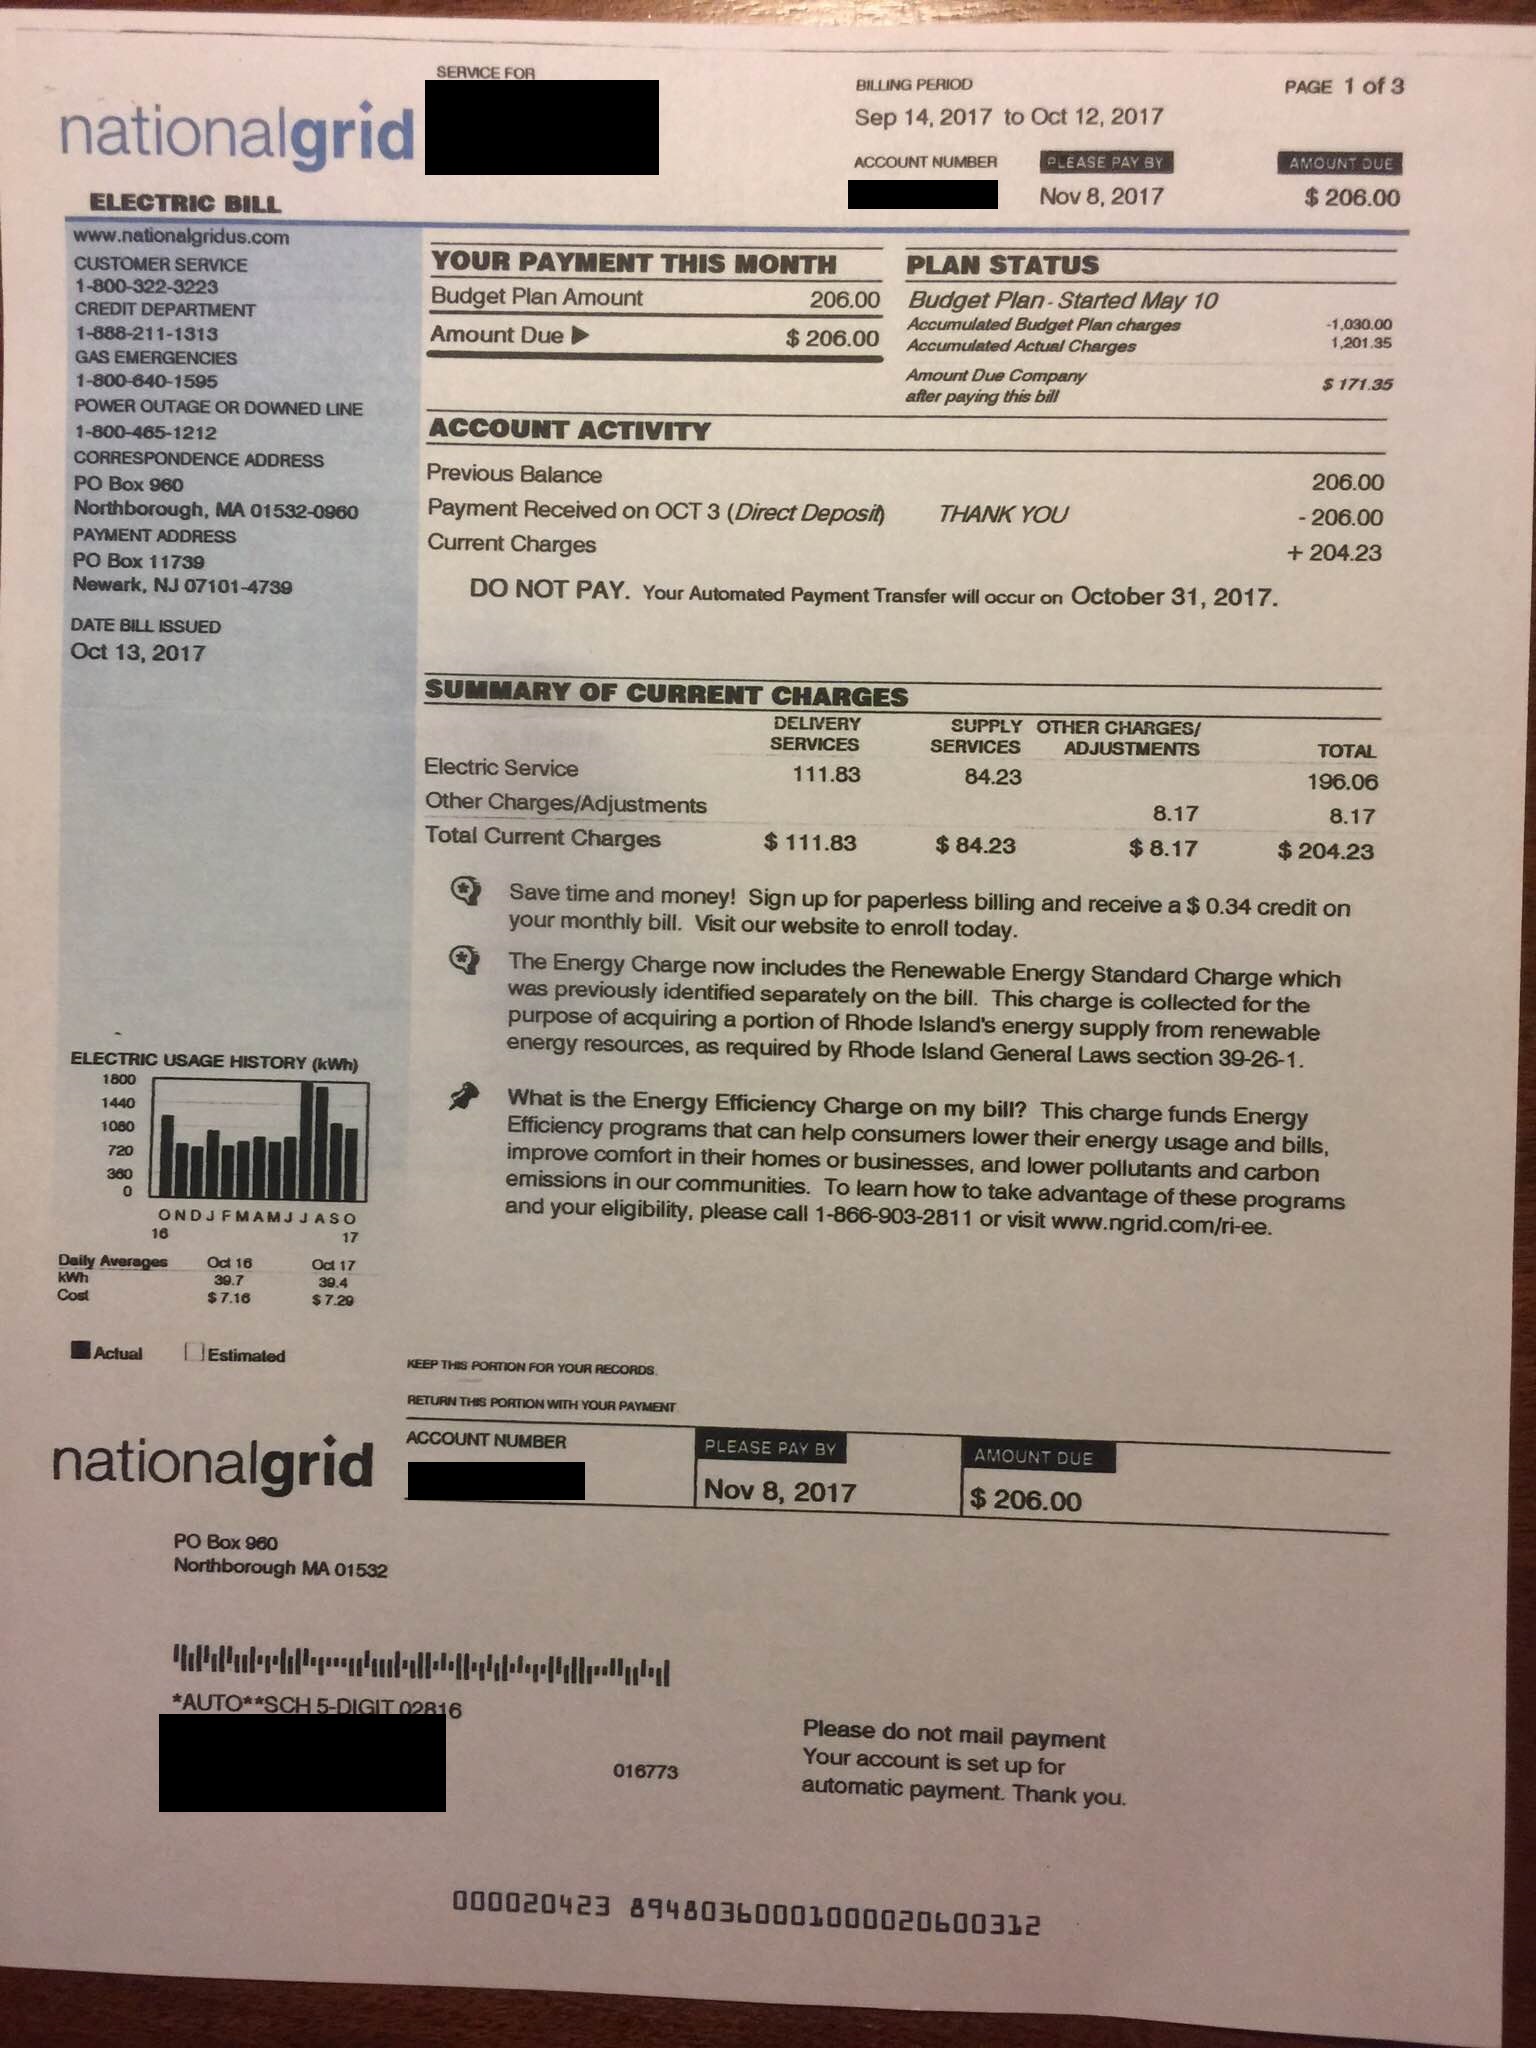 SERVICE FOR
BILLING PERIOD
PAGE 1 of 3
nationalgrid
Sep 14, 2017 to Oct 12, 2017
ACCOUNT NUMBER PLEASE PAY BY AMOUNT DUE
Nov 8, 2017 $ 206.00
ELECTRIC BILL
www.nationalgridus.com
CUSTOMER SERVICE
1-800-322-3223
CREDIT DEPARTMENT
1-888-211-1313
GAS EMERGENCIES
1-800-640-1595
POWER OUTAGE OR DOWNED LINE
1-800-465-1212
CORRESPONDENCE ADDRESS
PO Box 960
Northborough, MA 01532-0960
PAYMENT ADDRESS
PO Box 11739
Newark, NJ 07101-4739
DATE BILL ISSUED
Oct 13, 2017
YOUR PAYMENT THIS MONTH
Budget Plan Amount 206.00
Amount Due ▶ $ 206.00
PLAN STATUS
Budget Plan - Started May 10
Accumulated Budget Plan charges -1,030.00
Accumulated Actual Charges 1,201.35
Amount Due Company
after paying this bill $ 171.35
ACCOUNT ACTIVITY
Previous Balance 206.00
Payment Received on OCT 3 (Direct Deposit) THANK YOU - 206.00
Current Charges + 204.23
DO NOT PAY. Your Automated Payment Transfer will occur on October 31, 2017.
SUMMARY OF CURRENT CHARGES
DELIVERY SUPPLY OTHER CHARGES/
SERVICES SERVICES ADJUSTMENTS TOTAL
Electric Service 111.83 84.23 196.06
Other Charges/Adjustments 8.17 8.17
Total Current Charges $ 111.83 $ 84.23 $ 8.17 $ 204.23
Save time and money! Sign up for paperless billing and receive a $ 0.34 credit on
your monthly bill. Visit our website to enroll today.
The Energy Charge now includes the Renewable Energy Standard Charge which
was previously identified separately on the bill. This charge is collected for the
purpose of acquiring a portion of Rhode Island's energy supply from renewable
energy resources, as required by Rhode Island General Laws section 39-26-1.
What is the Energy Efficiency Charge on my bill? This charge funds Energy
Efficiency programs that can help consumers lower their energy usage and bills,
improve comfort in their homes or businesses, and lower pollutants and carbon
emissions in our communities. To learn how to take advantage of these programs
and your eligibility, please call 1-866-903-2811 or visit www.ngrid.com/ri-ee.
ELECTRIC USAGE HISTORY (kWh)
1800
1440
1080
720
360
0
O N D J F M A M J J A S O
16 17
Daily Averages Oct 16 Oct 17
kWh 39.7 39.4
Cost $ 7.16 $ 7.29
Actual Estimated
KEEP THIS PORTION FOR YOUR RECORDS.
RETURN THIS PORTION WITH YOUR PAYMENT
nationalgrid
ACCOUNT NUMBER PLEASE PAY BY AMOUNT DUE
Nov 8, 2017 $ 206.00
PO Box 960
Northborough MA 01532
*AUTO**SCH 5-DIGIT 02816
016773
Please do not mail payment
Your account is set up for
automatic payment. Thank you.
000020423 89480360001000020600312